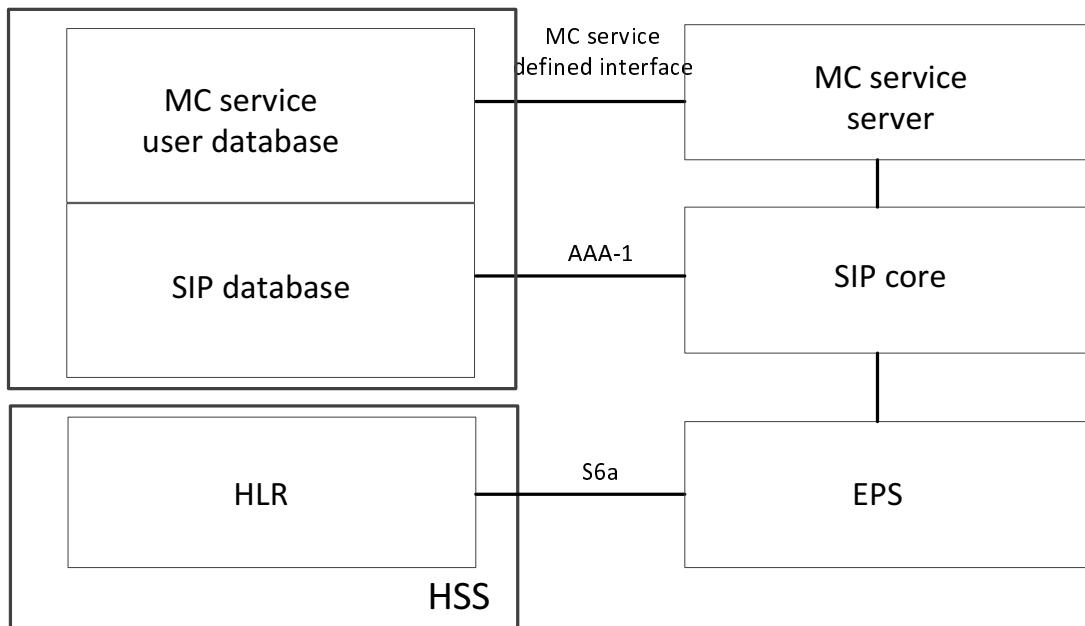 MC service
defined interface
MC service
user database
MC service
server
AAA-1
SIP database
SIP core
S6a
HLR
EPS
HSS